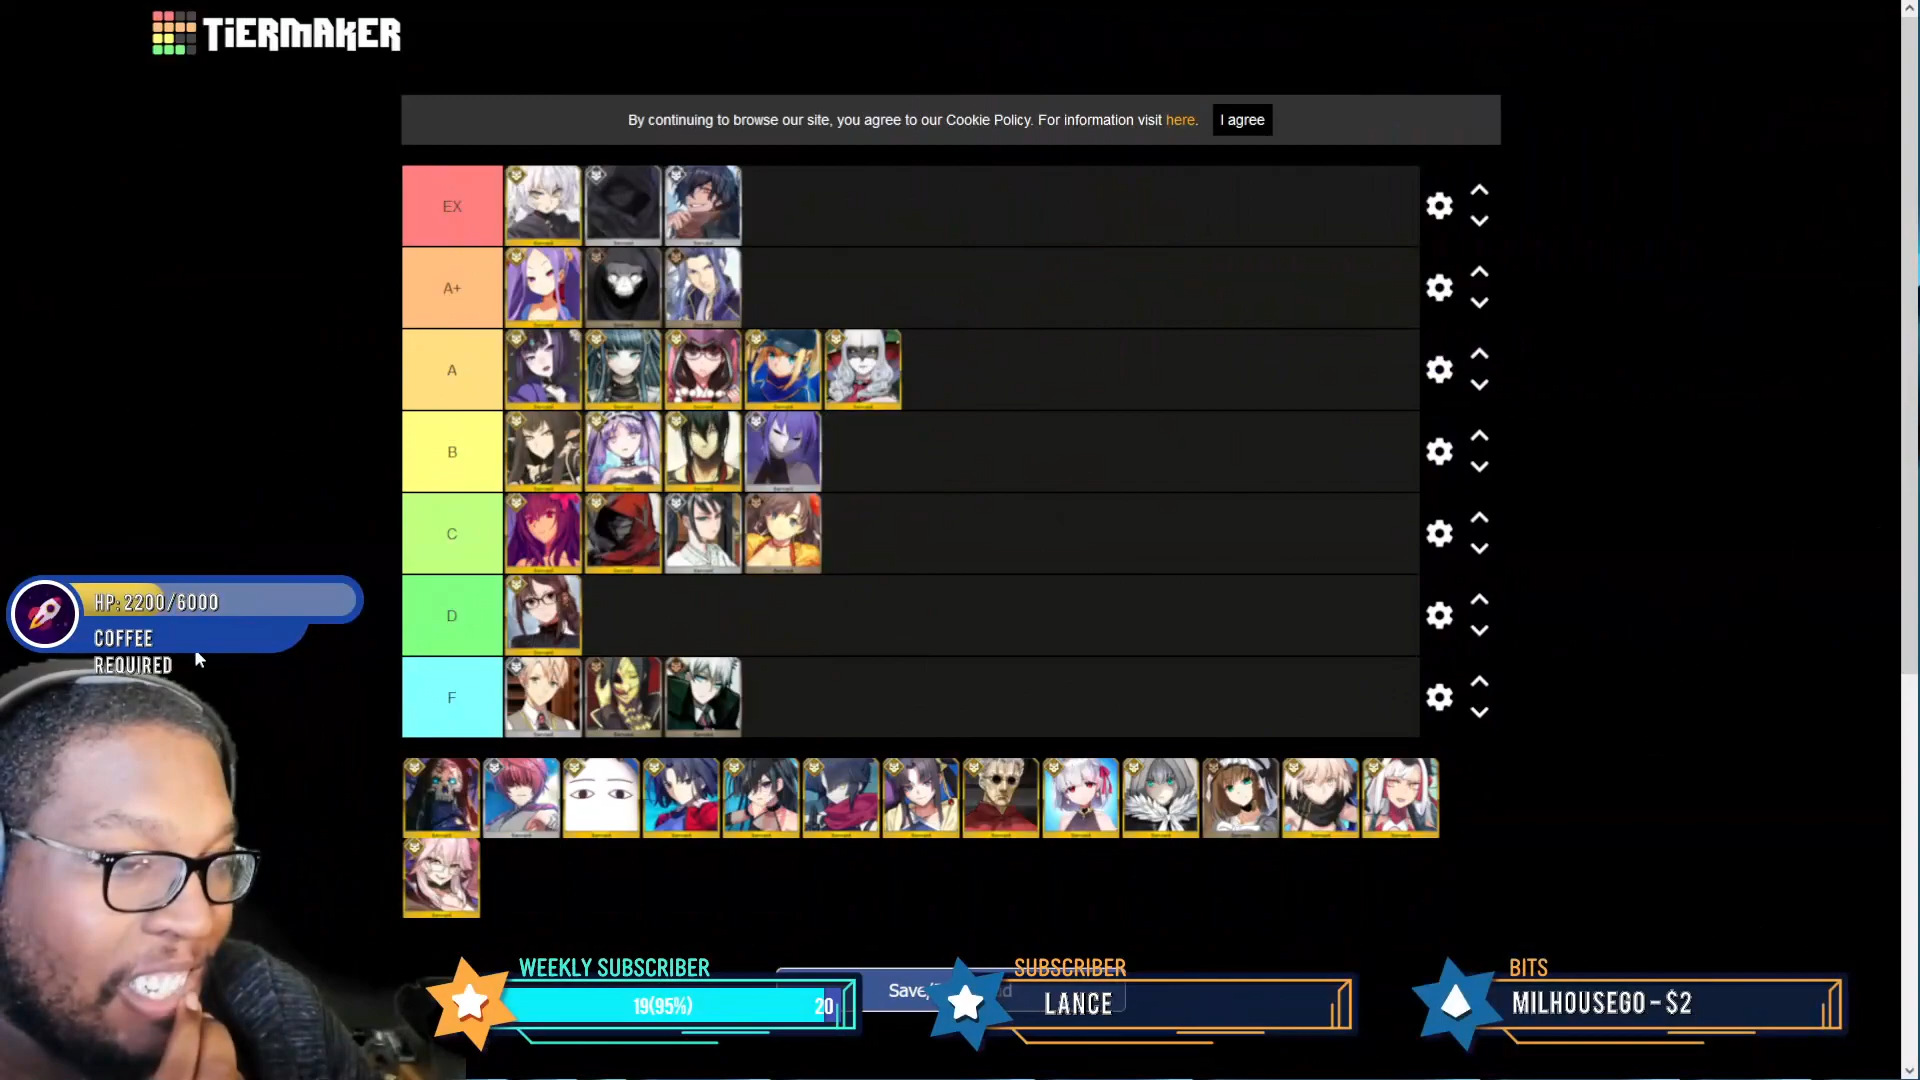 TiERMAKER
By continuing to browse our site, you agree to our Cookie Policy. For information visit here. I agree
EX
A+
A
B
C
D
F
HP: 2200/6000
COFFEE
REQUIRED
WEEKLY SUBSCRIBER
19(95%) 20
Save/
SUBSCRIBER
LANCE
BITS
MILHOUSEGO - $2